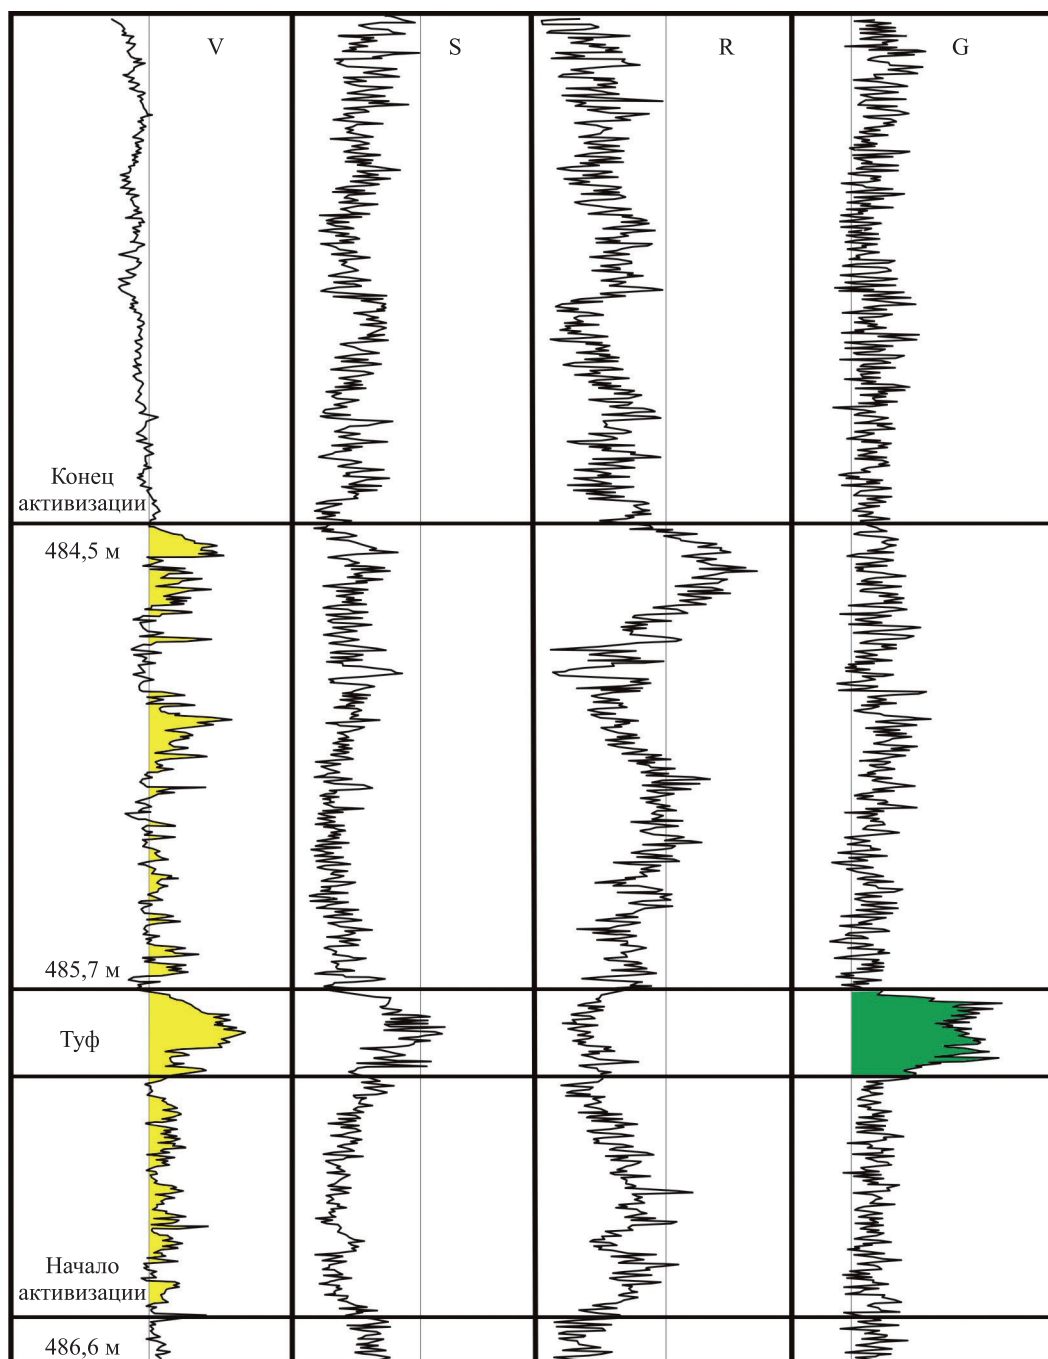 V S R G
Конец
активизации
484,5 м
485,7 м
Туф
Начало
активизации
486,6 м